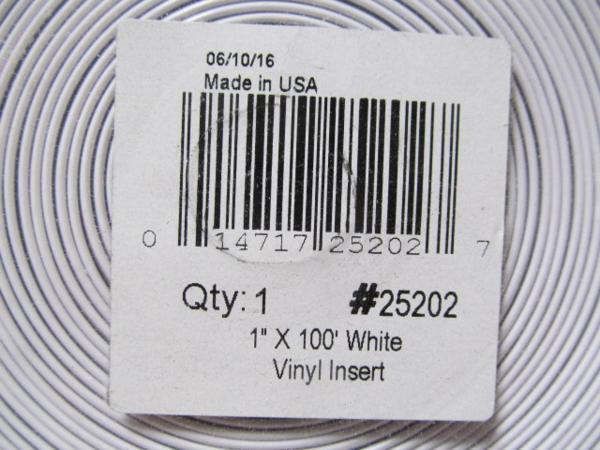 06/10/16
Made in USA
0 14717 25202 7
Qty: 1 #25202
1" X 100' White
Vinyl Insert